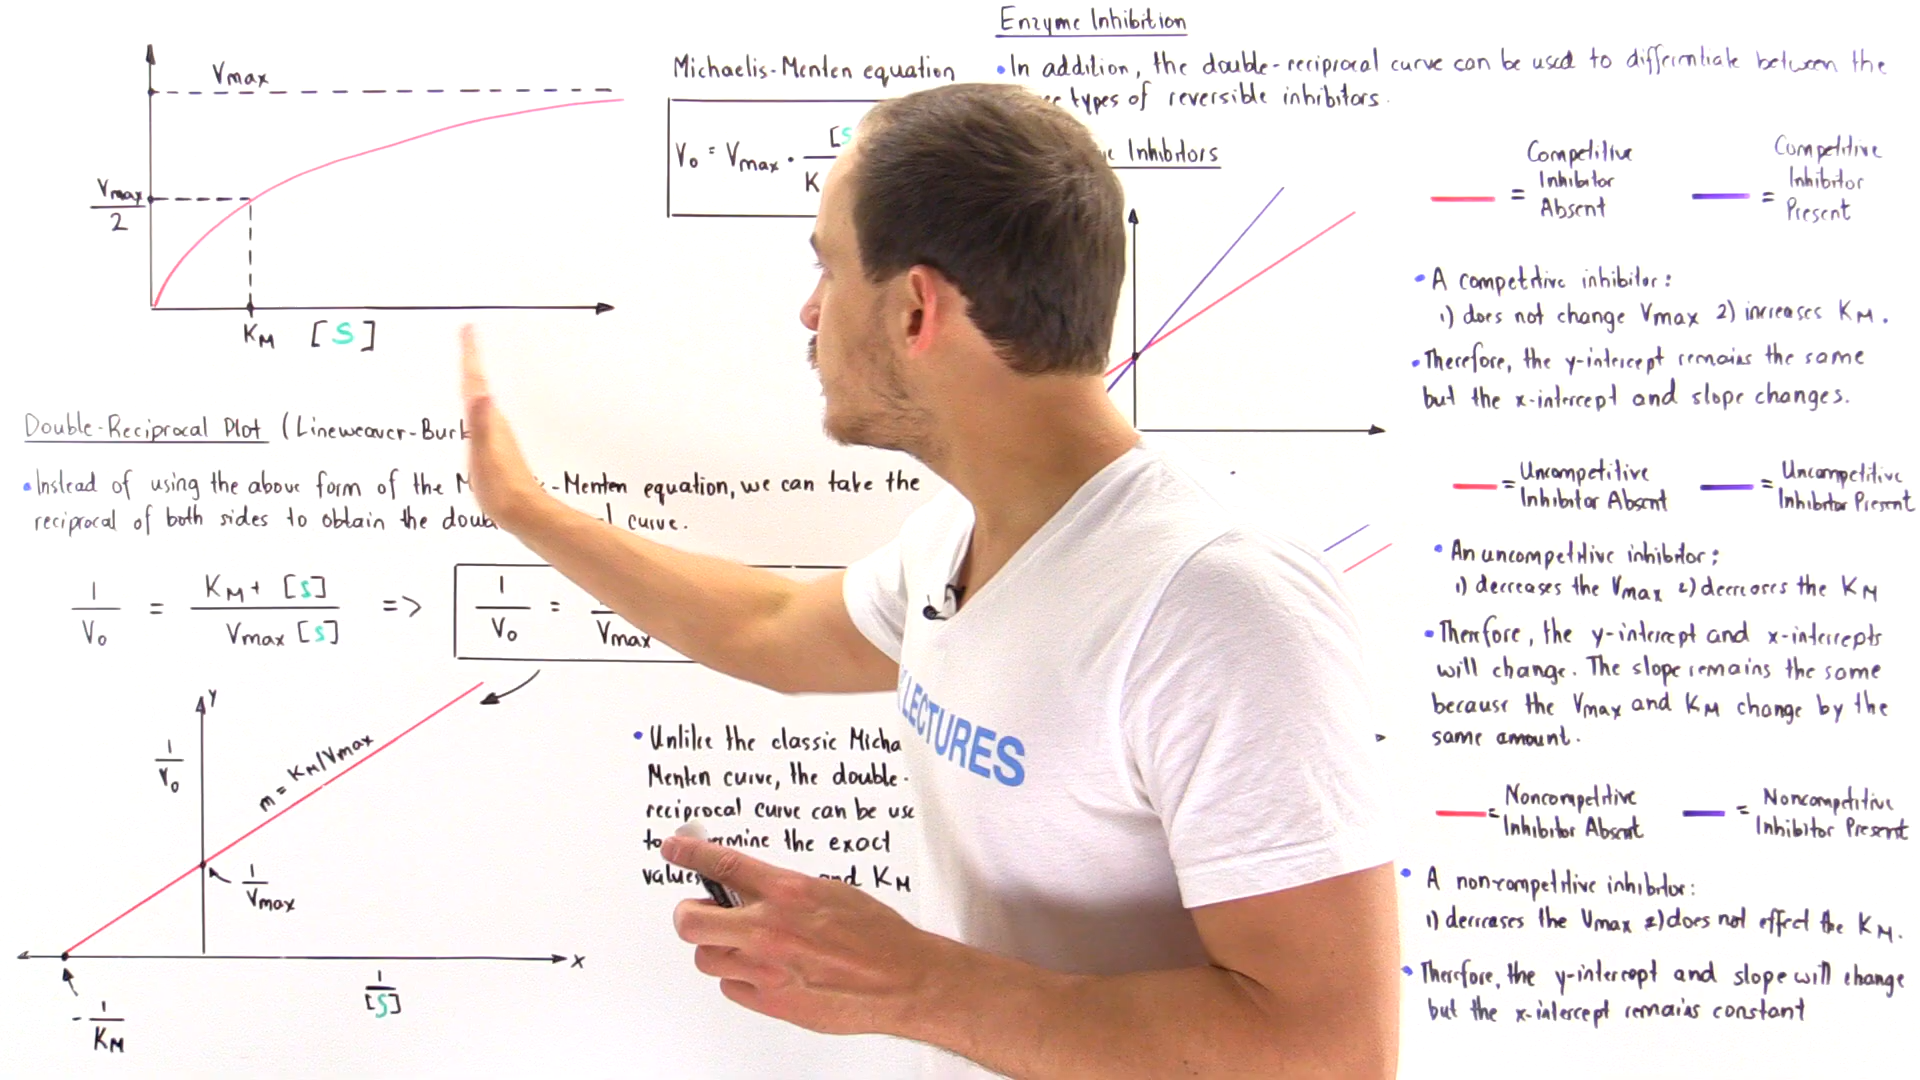 Vmax
Vmax
2
KM [S]
Michaelis-Menten equation
Vo = Vmax · [S
K
Double-Reciprocal Plot (Lineweaver-Burk
• Instead of using the above form of the M -Menten equation, we can take the
reciprocal of both sides to obtain the doub l curve.
1/Vo = KM + [S] / Vmax [S] => 1/Vo = Vmax
Y
1/Vo
m = KM/Vmax
1/Vmax
X
1/[S]
- 1/KM
• Unlike the classic Micha
Menten curve, the double-
reciprocal curve can be use
to rmine the exact
values nd KM
LECTURES
Enzyme Inhibition
• In addition, the double-reciprocal curve can be used to differentiate between the
types of reversible inhibitors.
Inhibitors
= Competitive Inhibitor Absent
= Competitive Inhibitor Present
• A competitive inhibitor:
1) does not change Vmax 2) increases KM.
• Therefore, the y-intercept remains the same
but the x-intercept and slope changes.
= Uncompetitive Inhibitor Absent
= Uncompetitive Inhibitor Present
• An uncompetitive inhibitor:
1) decreases the Vmax 2) decreases the KM
• Therefore, the y-intercept and x-intercepts
will change. The slope remains the same
because the Vmax and KM change by the
same amount.
= Noncompetitive Inhibitor Absent
= Noncompetitive Inhibitor Present
• A noncompetitive inhibitor:
1) decreases the Vmax 2) does not effect the KM.
• Therefore, the y-intercept and slope will change
but the x-intercept remains constant